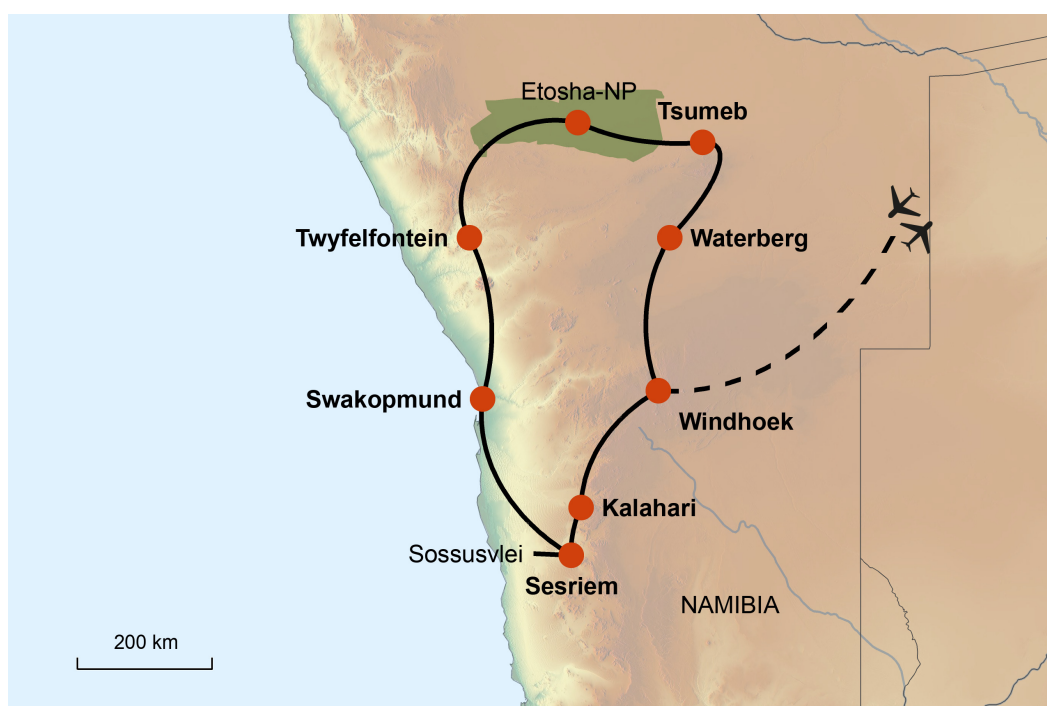 Etosha-NP
Tsumeb
Twyfelfontein
Waterberg
Swakopmund
Windhoek
Kalahari
Sossusvlei
Sesriem
NAMIBIA
200 km